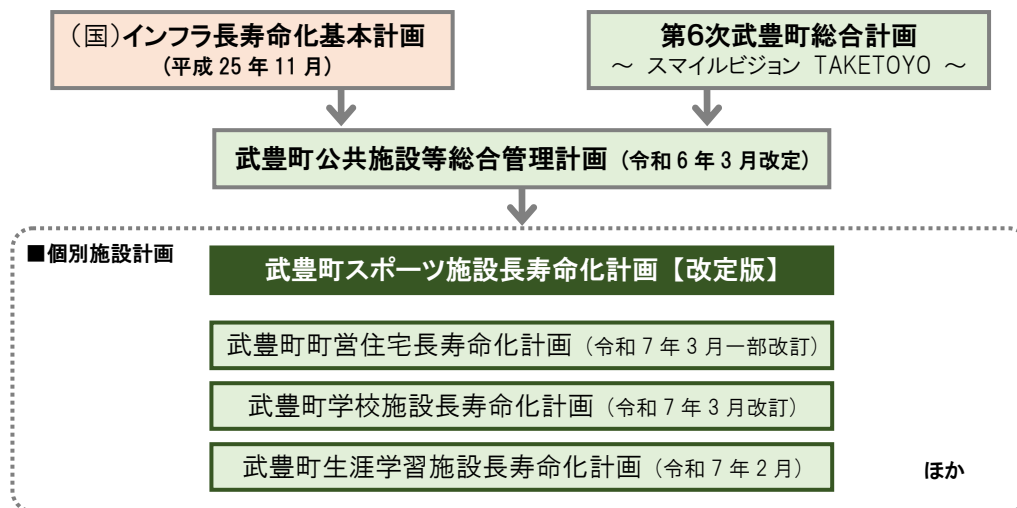 （国）インフラ長寿命化基本計画
（平成 25 年 11 月）
第6次武豊町総合計画
～ スマイルビジョン TAKETOYO ～
武豊町公共施設等総合管理計画（令和 6 年 3 月改定）
■個別施設計画
武豊町スポーツ施設長寿命化計画【改定版】
武豊町町営住宅長寿命化計画（令和 7 年 3 月一部改訂）
武豊町学校施設長寿命化計画（令和 7 年 3 月改訂）
武豊町生涯学習施設長寿命化計画（令和 7 年 2 月）
ほか